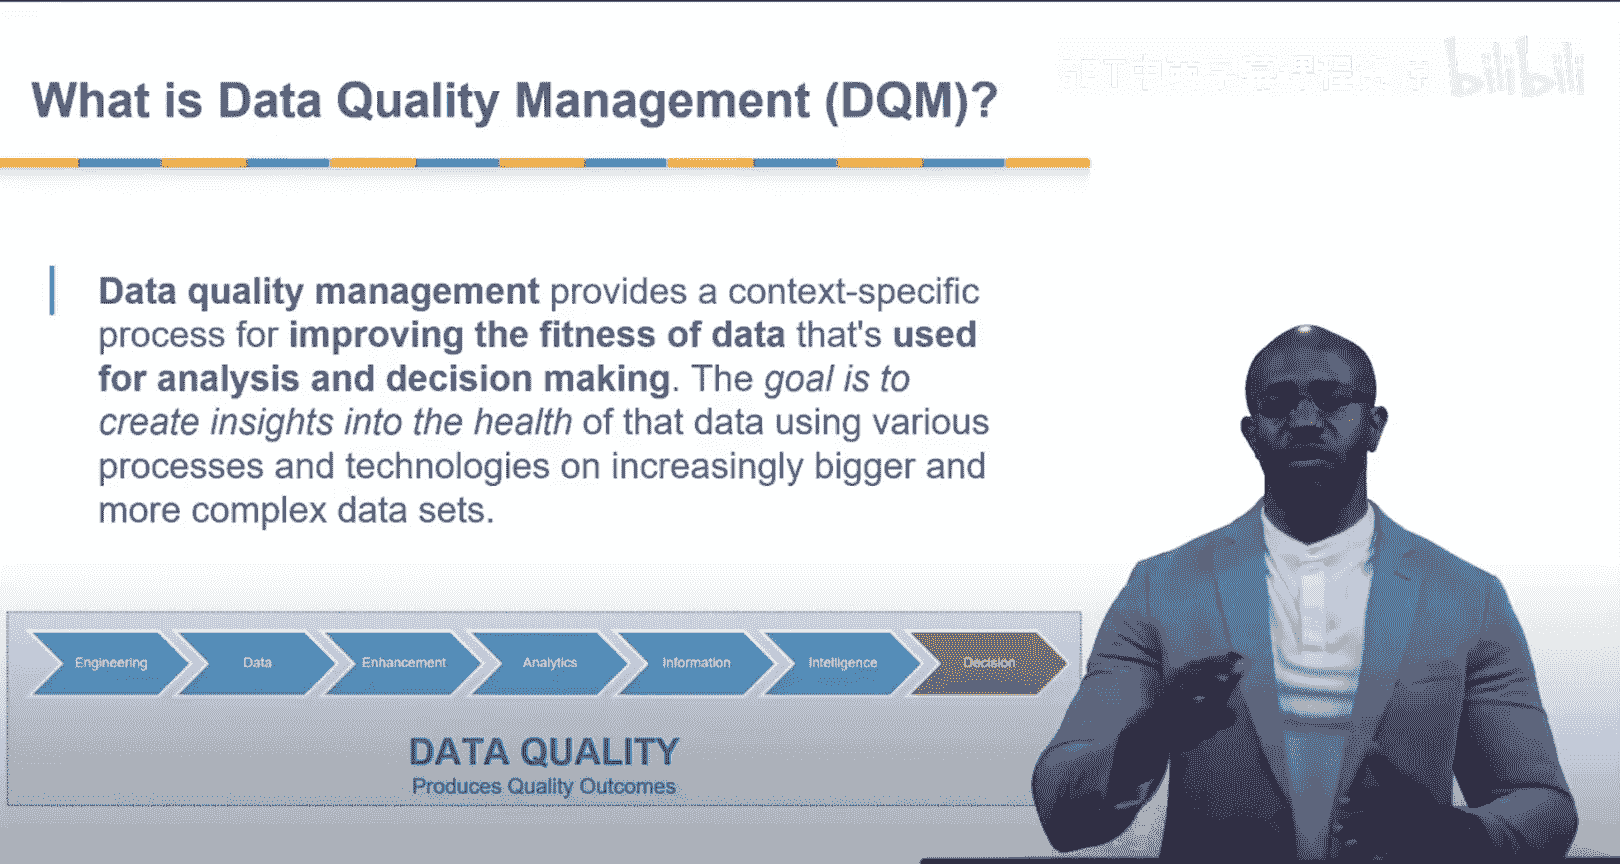 What is Data Quality Management (DQM)?
bilibili
Data quality management provides a context-specific
process for improving the fitness of data that's used
for analysis and decision making. The goal is to
create insights into the health of that data using various
processes and technologies on increasingly bigger and
more complex data sets.
Engineering
Data
Enhancement
Analytics
Information
Intelligence
Decision
DATA QUALITY
Produces Quality Outcomes